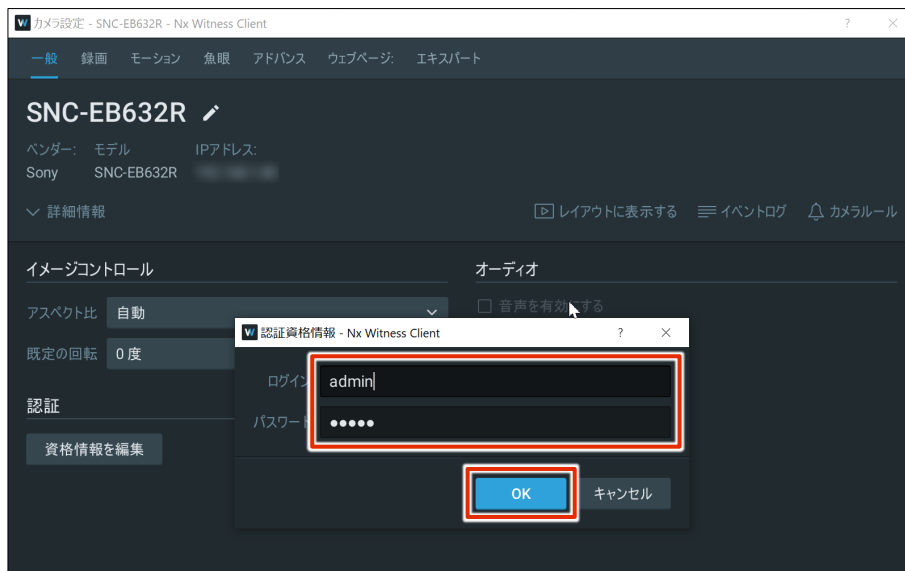 カメラ設定 - SNC-EB632R - Nx Witness Client
一般 録画 モーション 魚眼 アドバンス ウェブページ: エキスパート
SNC-EB632R
ベンダー: モデル IPアドレス:
Sony SNC-EB632R
詳細情報 レイアウトに表示する イベントログ カメラルール
イメージコントロール オーディオ
アスペクト比 自動 音声を有効にする
認証資格情報 - Nx Witness Client
既定の回転 0 度
ログイン admin
認証
パスワード ●●●●●
資格情報を編集
OK キャンセル